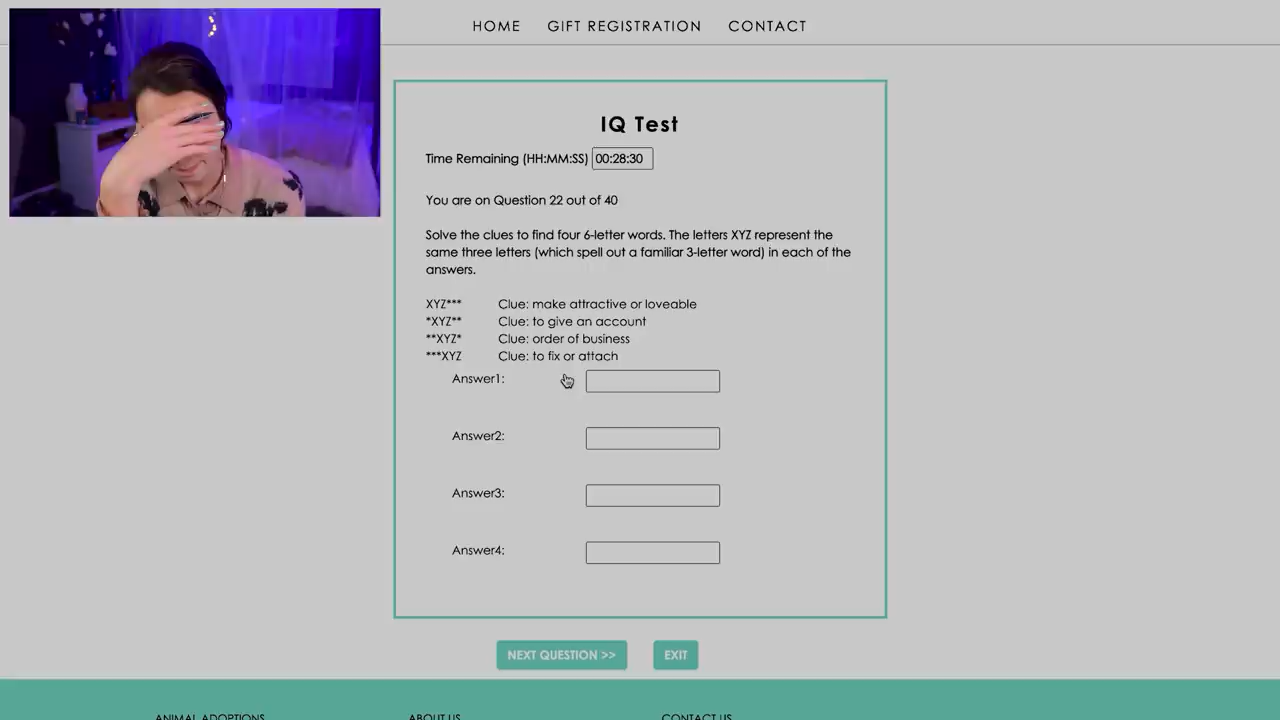 HOME GIFT REGISTRATION CONTACT
IQ Test
Time Remaining (HH:MM:SS) 00:28:30
You are on Question 22 out of 40
Solve the clues to find four 6-letter words. The letters XYZ represent the
same three letters (which spell out a familiar 3-letter word) in each of the
answers.
XYZ*** Clue: make attractive or loveable
*XYZ** Clue: to give an account
**XYZ* Clue: order of business
***XYZ Clue: to fix or attach
Answer1:
Answer2:
Answer3:
Answer4:
NEXT QUESTION >> EXIT
ANIMAL ADOPTIONS ABOUT US CONTACT US